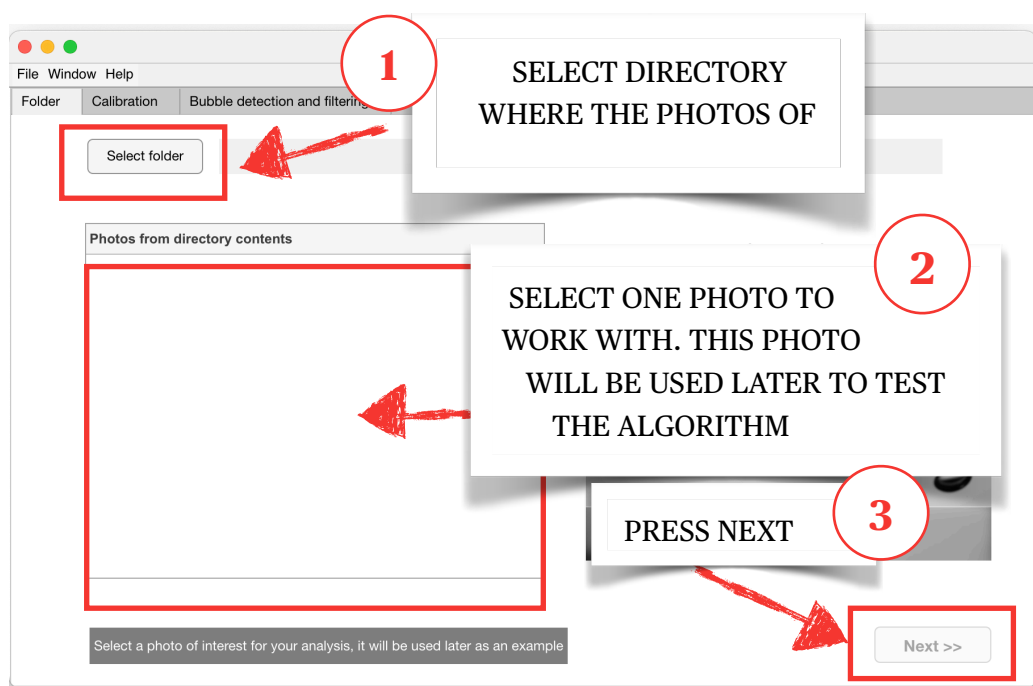 1
SELECT DIRECTORY
WHERE THE PHOTOS OF
File Window Help
Folder Calibration Bubble detection and filtering
Select folder
Photos from directory contents
2
SELECT ONE PHOTO TO
WORK WITH. THIS PHOTO
WILL BE USED LATER TO TEST
THE ALGORITHM
3
PRESS NEXT
Select a photo of interest for your analysis, it will be used later as an example
Next >>